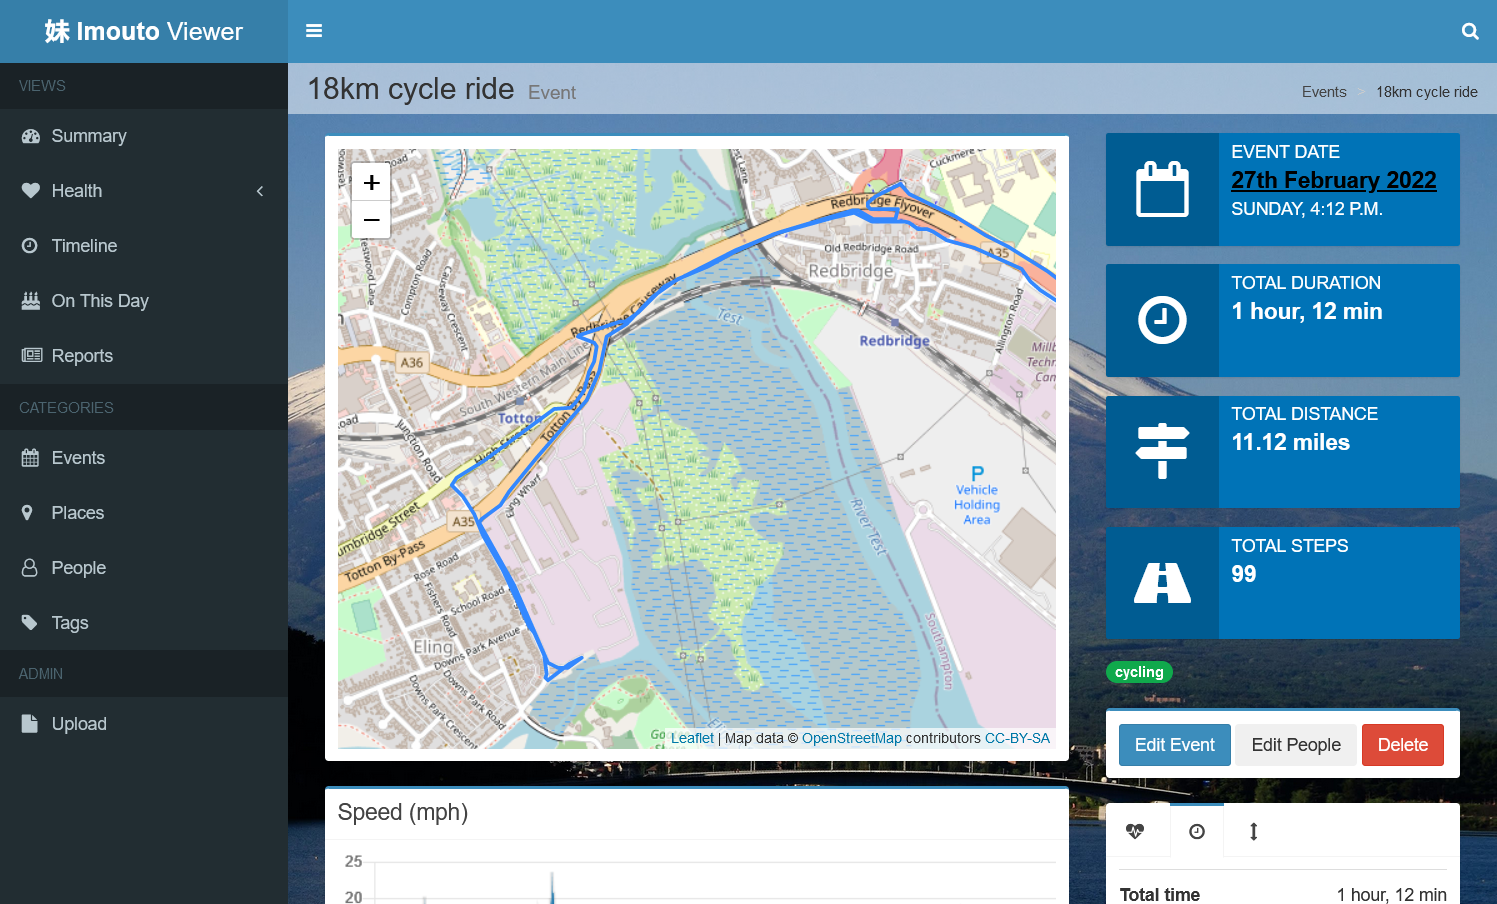 妹 Imouto Viewer
VIEWS
Summary
Health
Timeline
On This Day
Reports
CATEGORIES
Events
Places
People
Tags
ADMIN
Upload
18km cycle ride Event
Events > 18km cycle ride
+
−
Testwood Lane
Compton Road
Causeway Crescent
Redbridge Causeway
Redbridge Flyover
Old Redbridge Road
Redbridge
A35
Allington Road
Redbridge
Test
A36
South Western Main Line
Totton
Totton By-Pass
High Street
Junction Road
Eling Wharf
A35
Totton By-Pass
Rose Road
School Road
Fishers Road
Eling
Downs Park Avenue
Downs Park Road
Downs Park Crescent
P
Vehicle
Holding
Area
River Test
Southampton
Leaflet | Map data © OpenStreetMap contributors CC-BY-SA
Speed (mph)
25
20
EVENT DATE
27th February 2022
SUNDAY, 4:12 P.M.
TOTAL DURATION
1 hour, 12 min
TOTAL DISTANCE
11.12 miles
TOTAL STEPS
99
cycling
Edit Event
Edit People
Delete
Total time 1 hour, 12 min